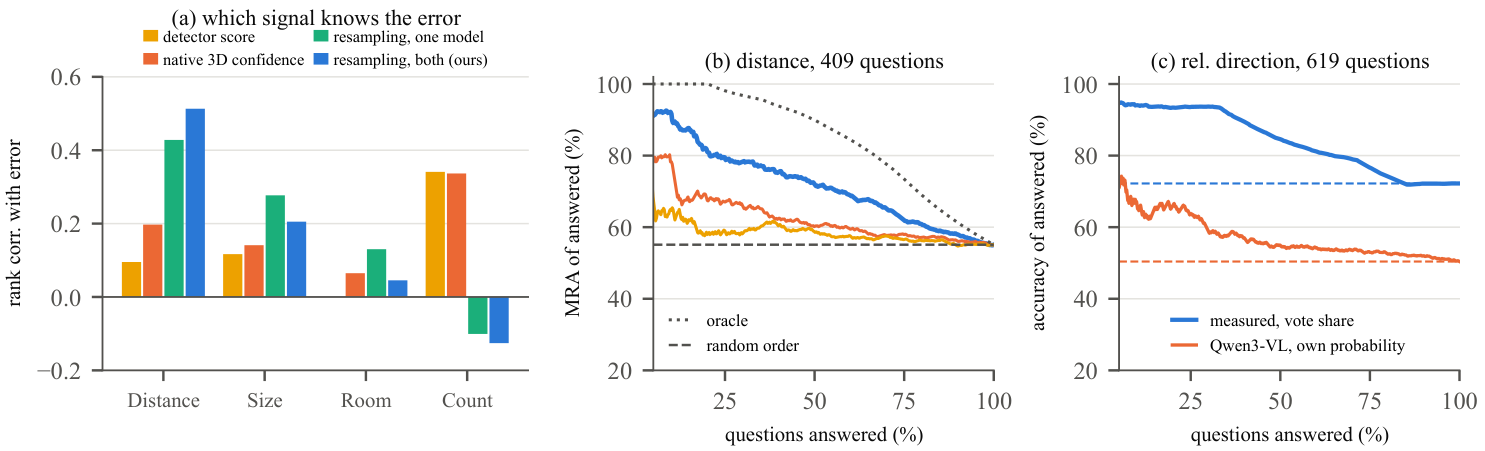 (a) which signal knows the error
detector score
resampling, one model
native 3D confidence
resampling, both (ours)
rank corr. with error
0.6
0.4
0.2
0.0
−0.2
Distance
Size
Room
Count
(b) distance, 409 questions
MRA of answered (%)
100
80
60
40
20
oracle
random order
25
50
75
100
questions answered (%)
(c) rel. direction, 619 questions
accuracy of answered (%)
100
80
60
40
20
measured, vote share
Qwen3-VL, own probability
25
50
75
100
questions answered (%)